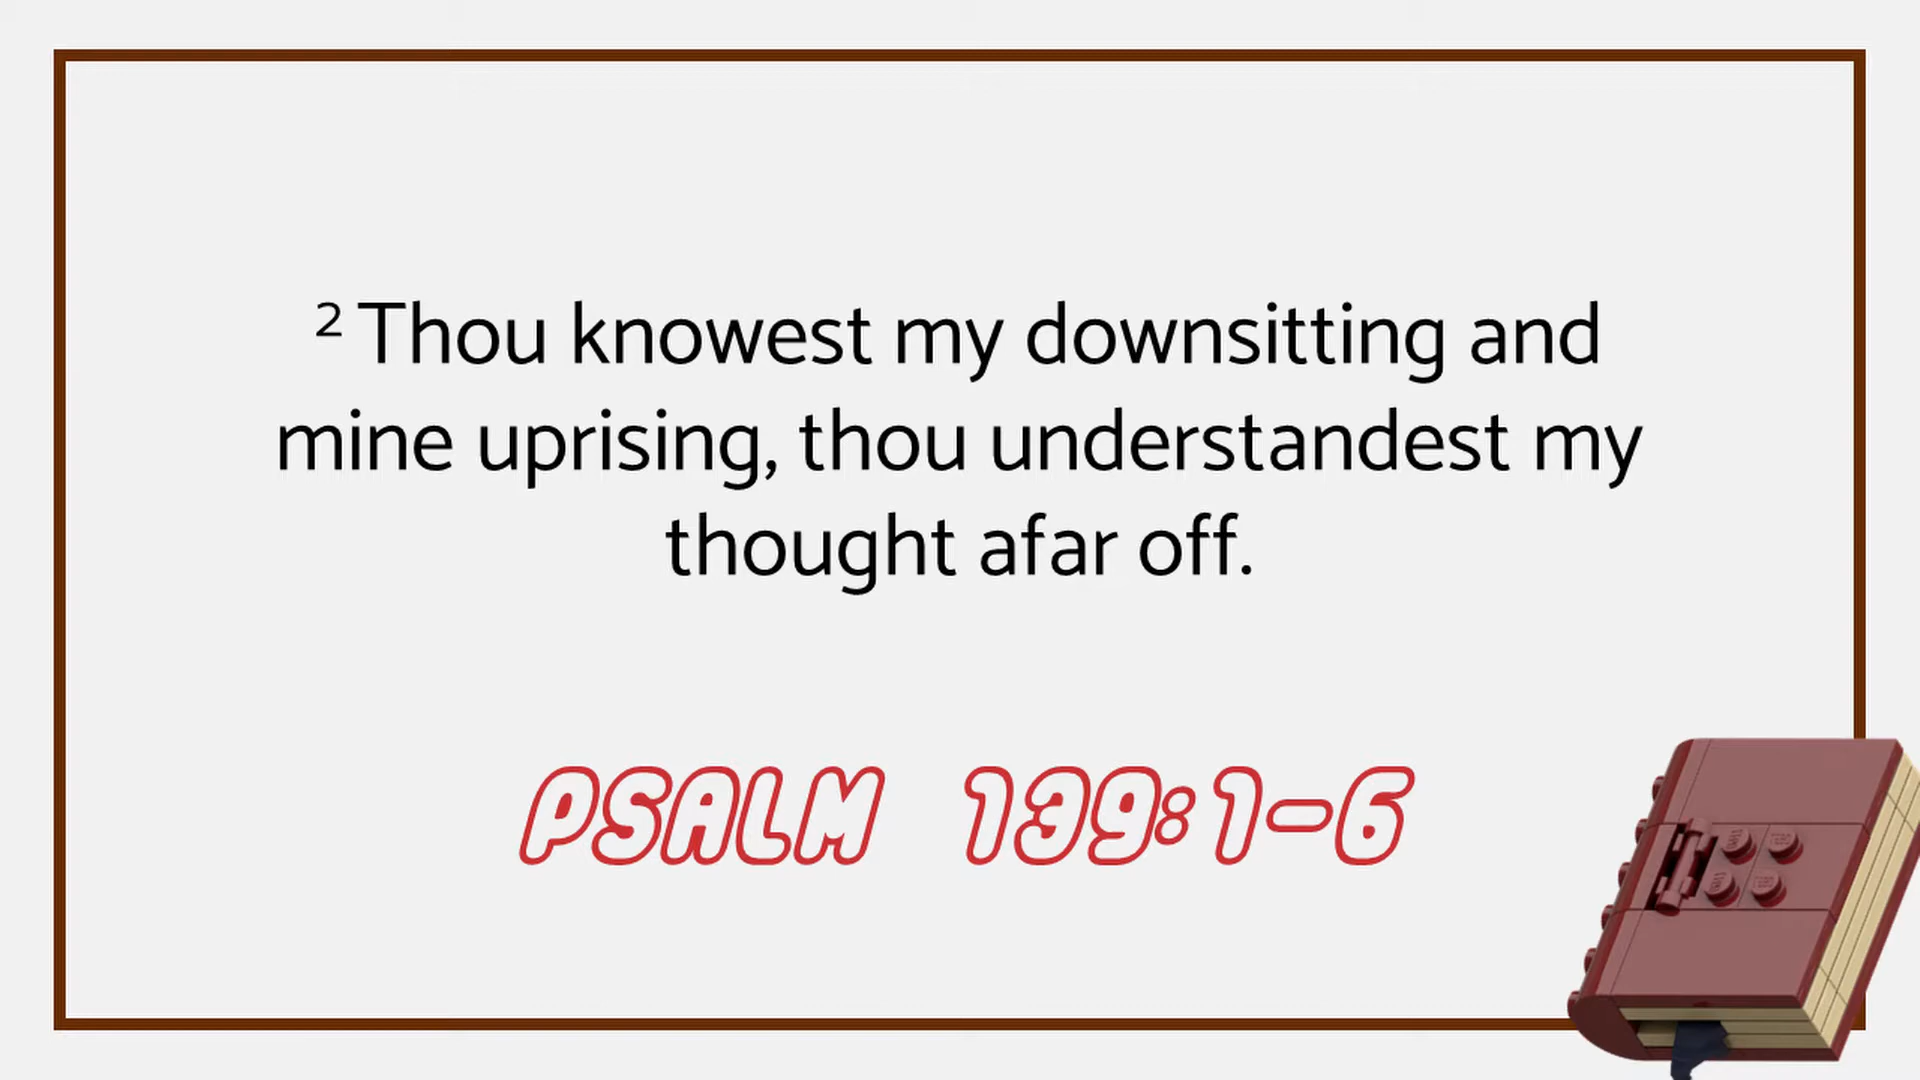 ² Thou knowest my downsitting and
mine uprising, thou understandest my
thought afar off.
PSALM 139:1-6